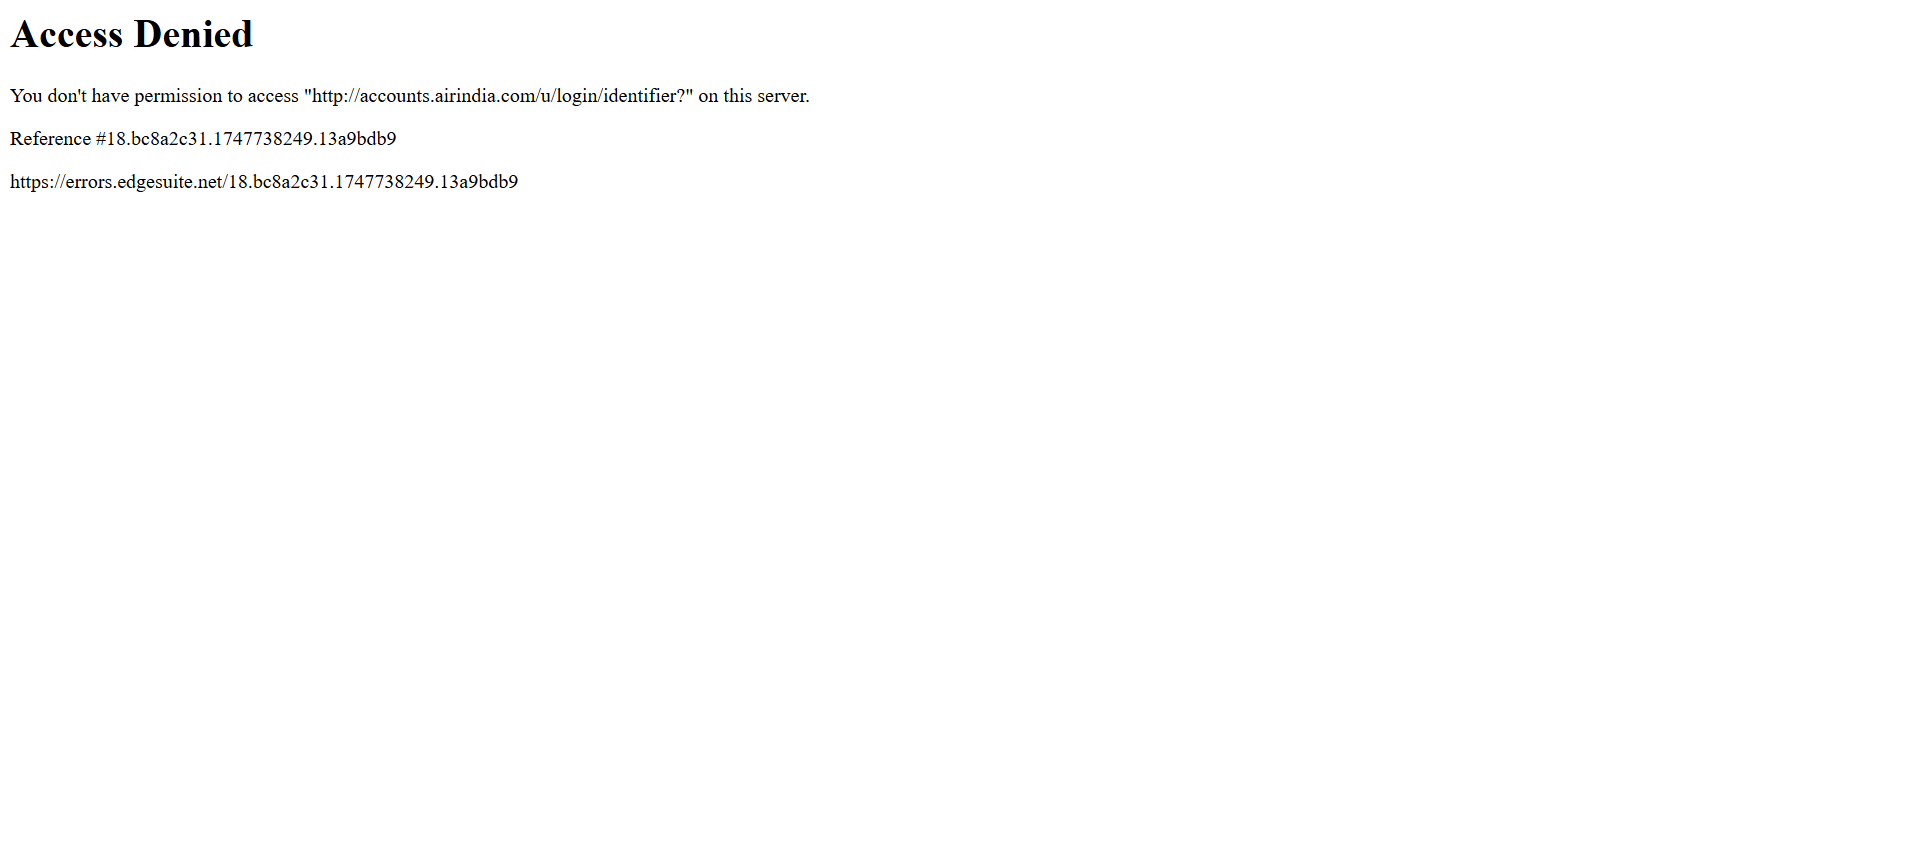 Access Denied
You don't have permission to access "http://accounts.airindia.com/u/login/identifier?" on this server.
Reference #18.bc8a2c31.1747738249.13a9bdb9
https://errors.edgesuite.net/18.bc8a2c31.1747738249.13a9bdb9